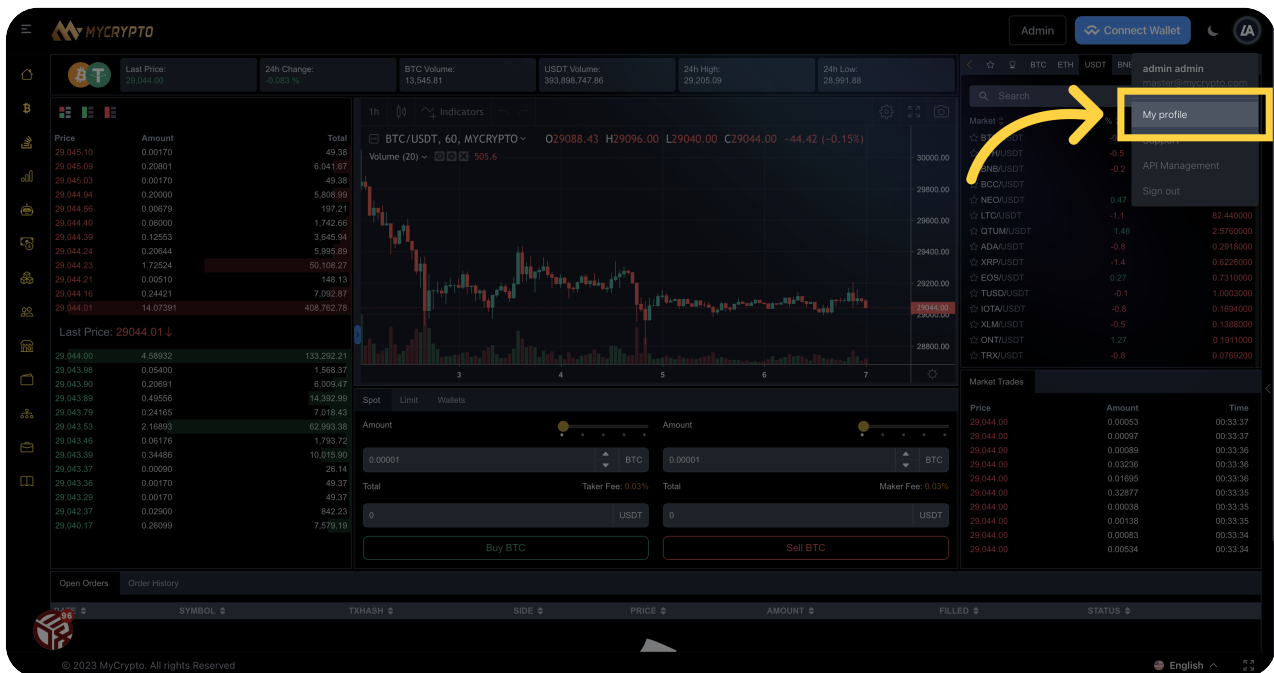 MYCRYPTO
Admin
Connect Wallet
Last Price:
29,044.00
24h Change:
-0.083 %
BTC Volume:
13,545.81
USDT Volume:
393,898,747.86
24h High:
29,205.09
24h Low:
28,991.88
BTC ETH USDT BNB
admin admin
master@mycrypto.com
My profile
Support
API Management
Sign out
Search
Market
Price Amount Total
29,045.10 0.00170 49.38
29,045.09 0.20801 6,041.67
29,045.03 0.00170 49.38
29,044.94 0.20000 5,808.99
29,044.56 0.00679 197.21
29,044.40 0.06000 1,742.66
29,044.39 0.12553 3,645.94
29,044.24 0.20644 5,995.89
29,044.23 1.72524 50,108.27
29,044.21 0.00510 148.13
29,044.16 0.24421 7,092.87
29,044.01 14.07391 408,762.78
Last Price: 29044.01↓
29,044.00 4.58932 133,292.21
29,043.98 0.05400 1,568.37
29,043.90 0.20691 6,009.47
29,043.89 0.49556 14,392.99
29,043.79 0.24165 7,018.43
29,043.53 2.16893 62,993.38
29,043.46 0.06176 1,793.72
29,043.39 0.34486 10,015.90
29,043.37 0.00090 26.14
29,043.36 0.00170 49.37
29,043.29 0.00170 49.37
29,042.37 0.02900 842.23
29,040.17 0.26099 7,579.19
1h Indicators
BTC/USDT, 60, MYCRYPTO O29088.43 H29096.00 L29040.00 C29044.00 -44.42 (-0.15%)
Volume (20) 505.6
30000.00
29800.00
29600.00
29400.00
29200.00
29044.00
29000.00
28800.00
3 4 5 6 7
BNB/USDT -0.2
BCC/USDT
NEO/USDT 0.47
LTC/USDT -1.1 82.440000
QTUM/USDT 1.46 2.5760000
ADA/USDT -0.8 0.2918000
XRP/USDT -1.4 0.6226000
EOS/USDT 0.27 0.7310000
TUSD/USDT -0.1 1.0003000
IOTA/USDT -0.8 0.1694000
XLM/USDT -0.5 0.1388000
ONT/USDT 1.27 0.1911000
TRX/USDT -0.8 0.0769200
Spot Limit Wallets
Amount
0.00001 BTC
Total Taker Fee: 0.03%
0 USDT
Buy BTC
Amount
0.00001 BTC
Total Maker Fee: 0.03%
0 USDT
Sell BTC
Market Trades
Price Amount Time
29,044.00 0.00053 00:33:37
29,044.00 0.00097 00:33:37
29,044.00 0.00089 00:33:36
29,044.00 0.03236 00:33:36
29,044.00 0.01695 00:33:36
29,044.00 0.32877 00:33:35
29,044.00 0.00038 00:33:35
29,044.00 0.00138 00:33:35
29,044.00 0.00083 00:33:34
29,044.00 0.00534 00:33:34
Open Orders Order History
DATE SYMBOL TXHASH SIDE PRICE AMOUNT FILLED STATUS
96
© 2023 MyCrypto. All rights Reserved
English